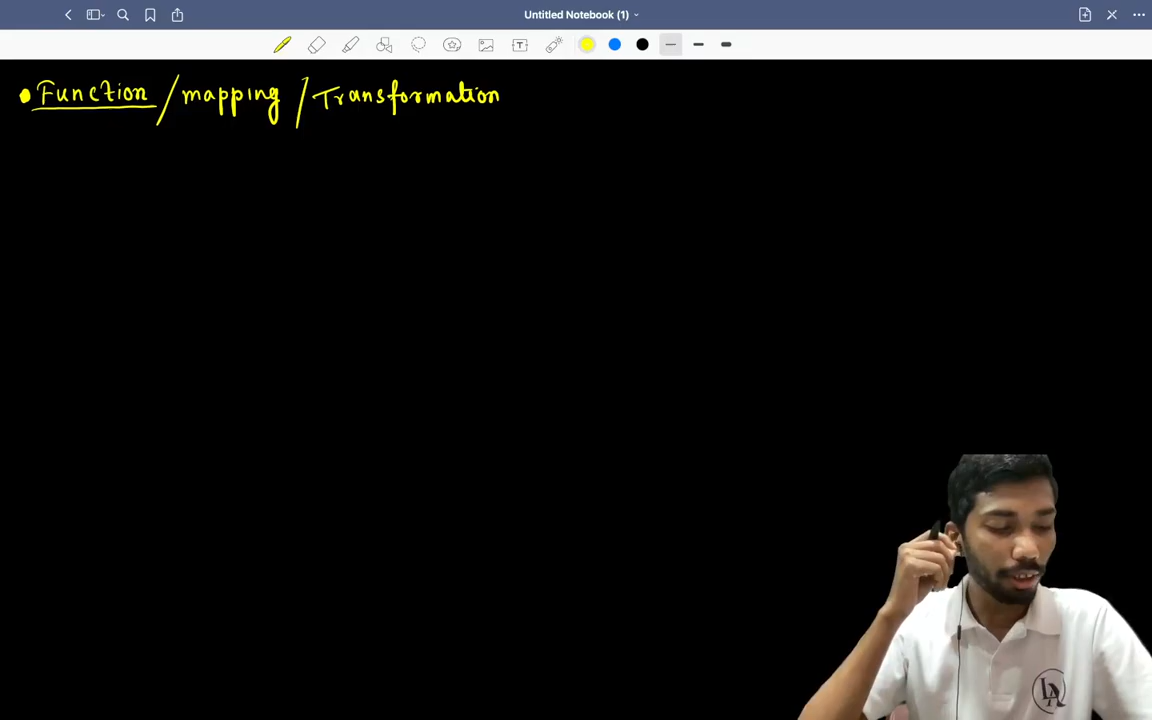 Untitled Notebook (1)
• Function / mapping / Transformation